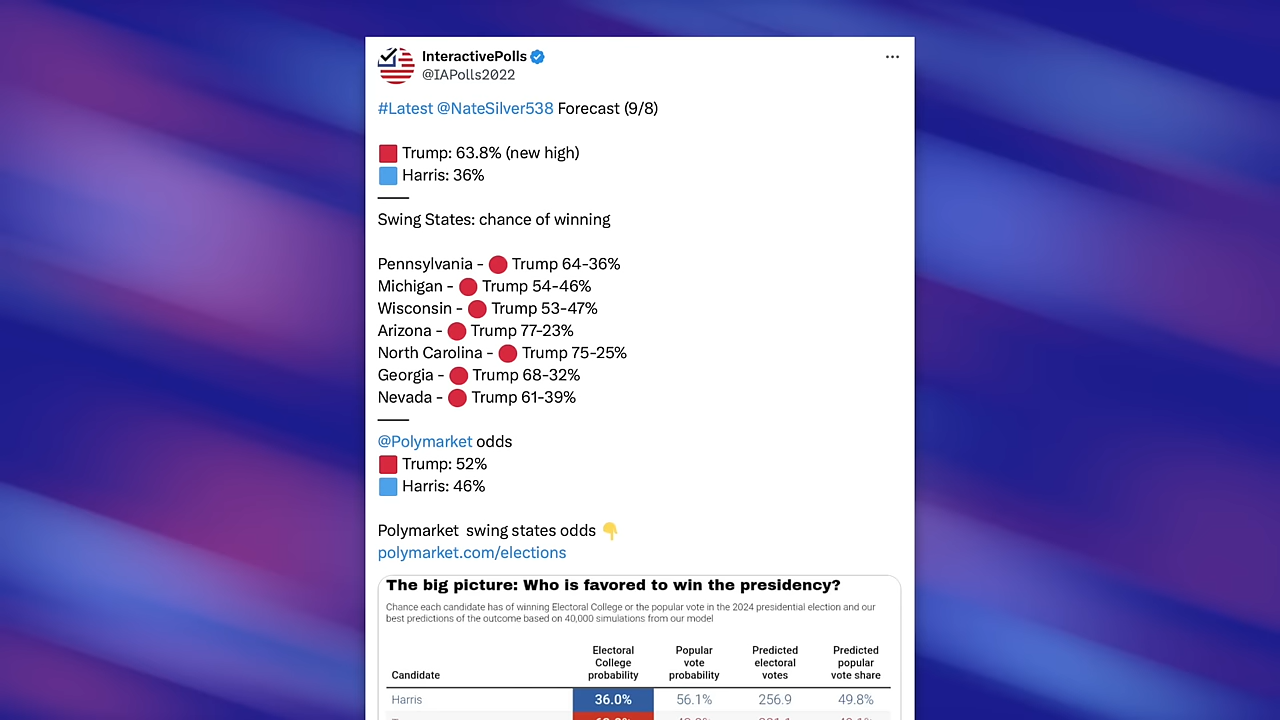 InteractivePolls
@IAPolls2022
#Latest @NateSilver538 Forecast (9/8)
Trump: 63.8% (new high)
Harris: 36%
Swing States: chance of winning
Pennsylvania - Trump 64-36%
Michigan - Trump 54-46%
Wisconsin - Trump 53-47%
Arizona - Trump 77-23%
North Carolina - Trump 75-25%
Georgia - Trump 68-32%
Nevada - Trump 61-39%
@Polymarket odds
Trump: 52%
Harris: 46%
Polymarket swing states odds
polymarket.com/elections
The big picture: Who is favored to win the presidency?
Chance each candidate has of winning Electoral College or the popular vote in the 2024 presidential election and our
best predictions of the outcome based on 40,000 simulations from our model
Candidate Electoral College probability Popular vote probability Predicted electoral votes Predicted popular vote share
Harris 36.0% 56.1% 256.9 49.8%